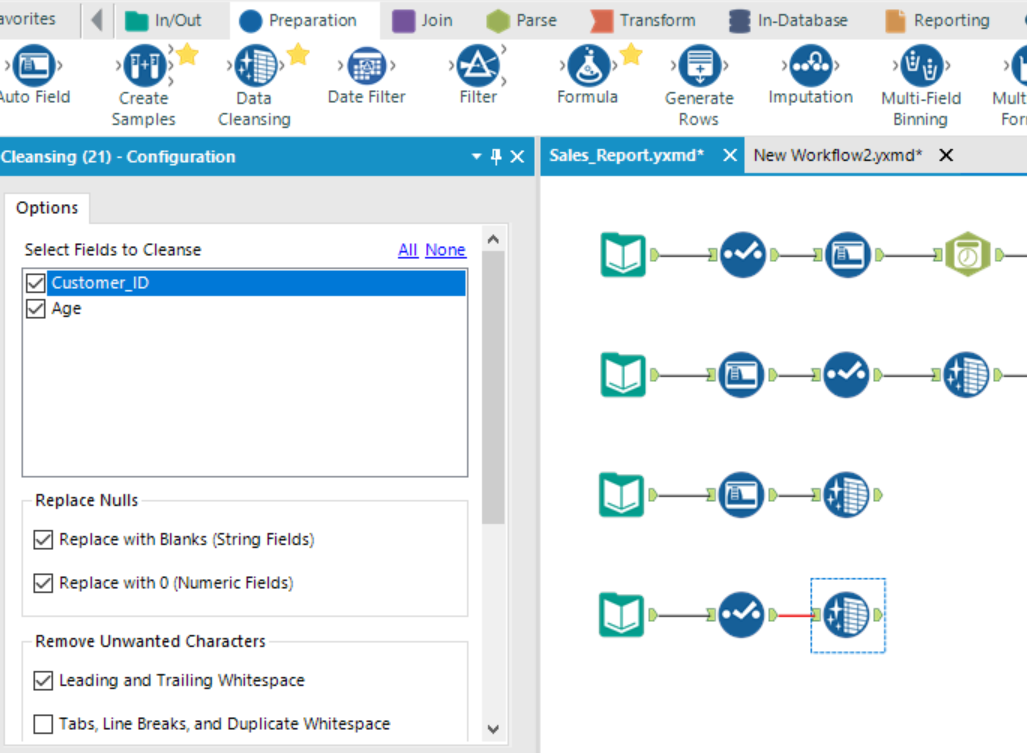 avorites
In/Out
Preparation
Join
Parse
Transform
In-Database
Reporting
Auto Field
Create
Samples
Data
Cleansing
Date Filter
Filter
Formula
Generate
Rows
Imputation
Multi-Field
Binning
Mult
For
Cleansing (21) - Configuration
Sales_Report.yxmd*
New Workflow2.yxmd*
Options
Select Fields to Cleanse
All None
Customer_ID
Age
Replace Nulls
Replace with Blanks (String Fields)
Replace with 0 (Numeric Fields)
Remove Unwanted Characters
Leading and Trailing Whitespace
Tabs, Line Breaks, and Duplicate Whitespace